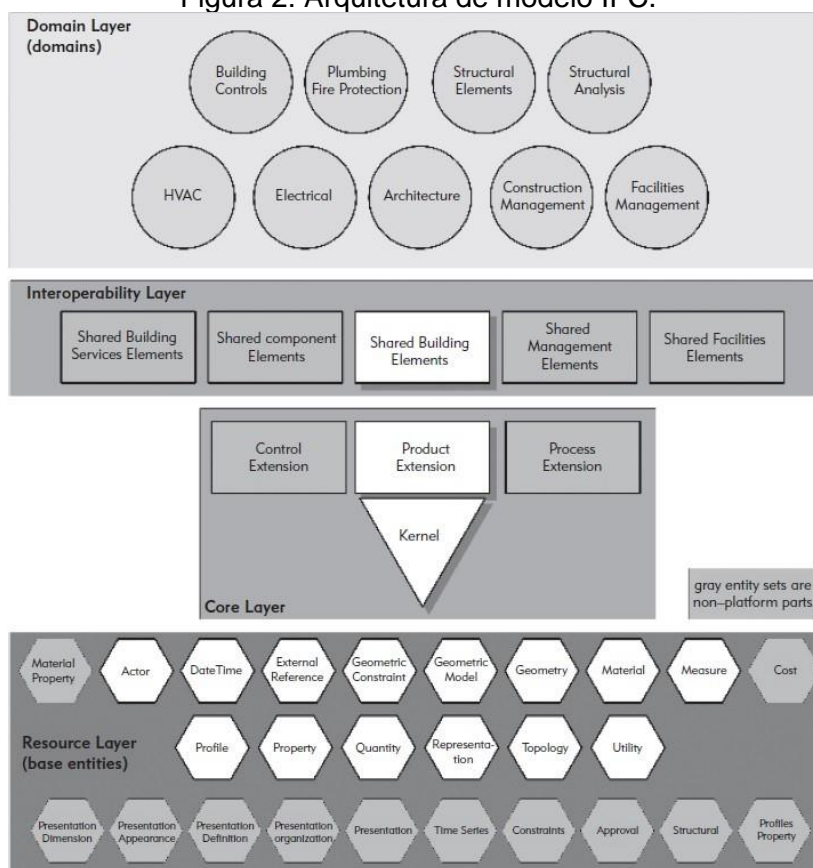 Figura 2. Arquitetura de modelo IFC.
Domain Layer
(domains)
Building
Controls
Plumbing
Fire Protection
Structural
Elements
Structural
Analysis
HVAC
Electrical
Architecture
Construction
Management
Facilities
Management
Interoperability Layer
Shared Building
Services Elements
Shared component
Elements
Shared Building
Elements
Shared
Management
Elements
Shared Facilities
Elements
Control
Extension
Product
Extension
Process
Extension
Kernel
Core Layer
gray entity sets are
non-platform parts
Material
Property
Actor
DateTime
External
Reference
Geometric
Constraint
Geometric
Model
Geometry
Material
Measure
Cost
Resource Layer
(base entities)
Profile
Property
Quantity
Representa-
tion
Topology
Utility
Presentation
Dimension
Presentation
Appearance
Presentation
Definition
Presentation
organization
Presentation
Time Series
Constraints
Approval
Structural
Profiles
Property